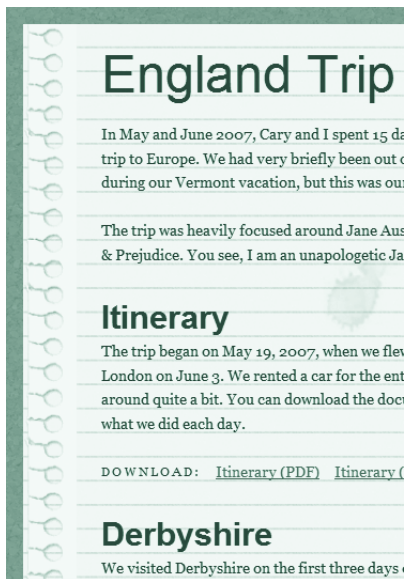 England Trip
In May and June 2007, Cary and I spent 15 da
trip to Europe. We had very briefly been out o
during our Vermont vacation, but this was our
The trip was heavily focused around Jane Aus
& Prejudice. You see, I am an unapologetic Ja
Itinerary
The trip began on May 19, 2007, when we flew
London on June 3. We rented a car for the ent
around quite a bit. You can download the docu
what we did each day.
DOWNLOAD: Itinerary (PDF) Itinerary (
Derbyshire
We visited Derbyshire on the first three days